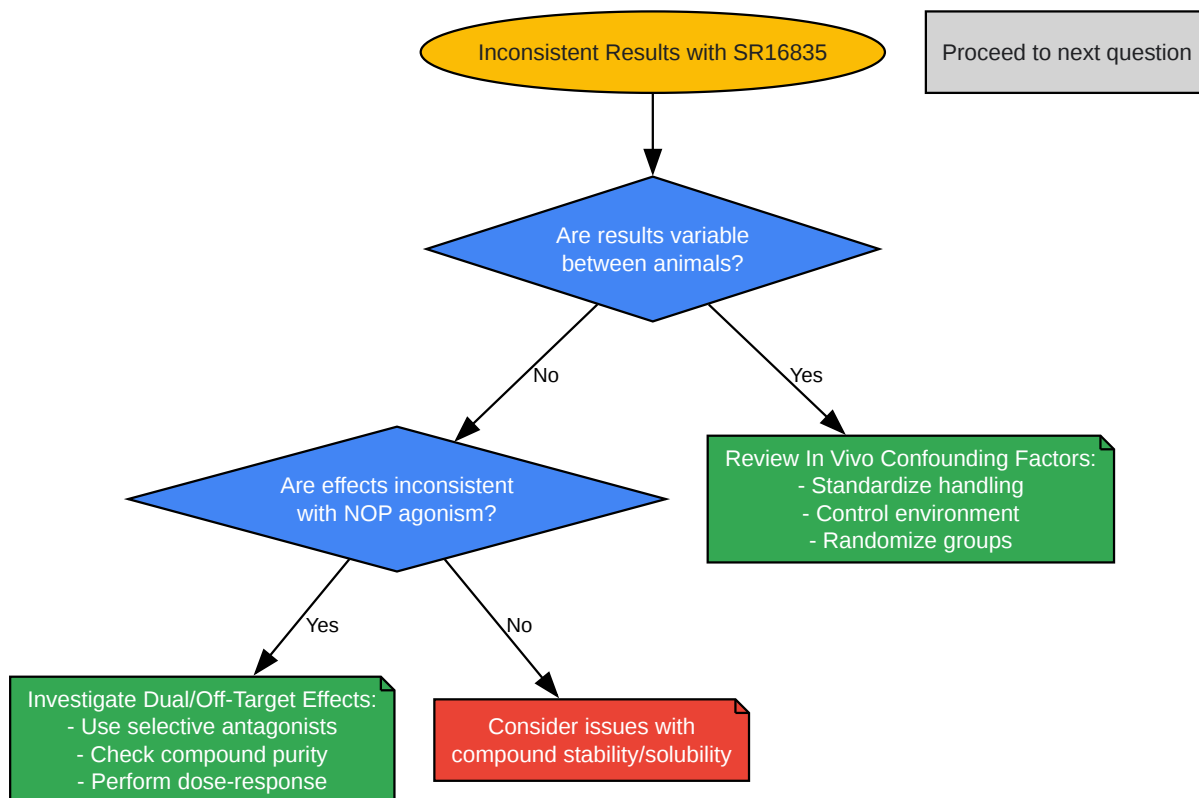 Inconsistent Results with SR16835
Proceed to next question
Are results variable
between animals?
No
Yes
Review In Vivo Confounding Factors:
- Standardize handling
- Control environment
- Randomize groups
Are effects inconsistent
with NOP agonism?
Yes
No
Investigate Dual/Off-Target Effects:
- Use selective antagonists
- Check compound purity
- Perform dose-response
Consider issues with
compound stability/solubility